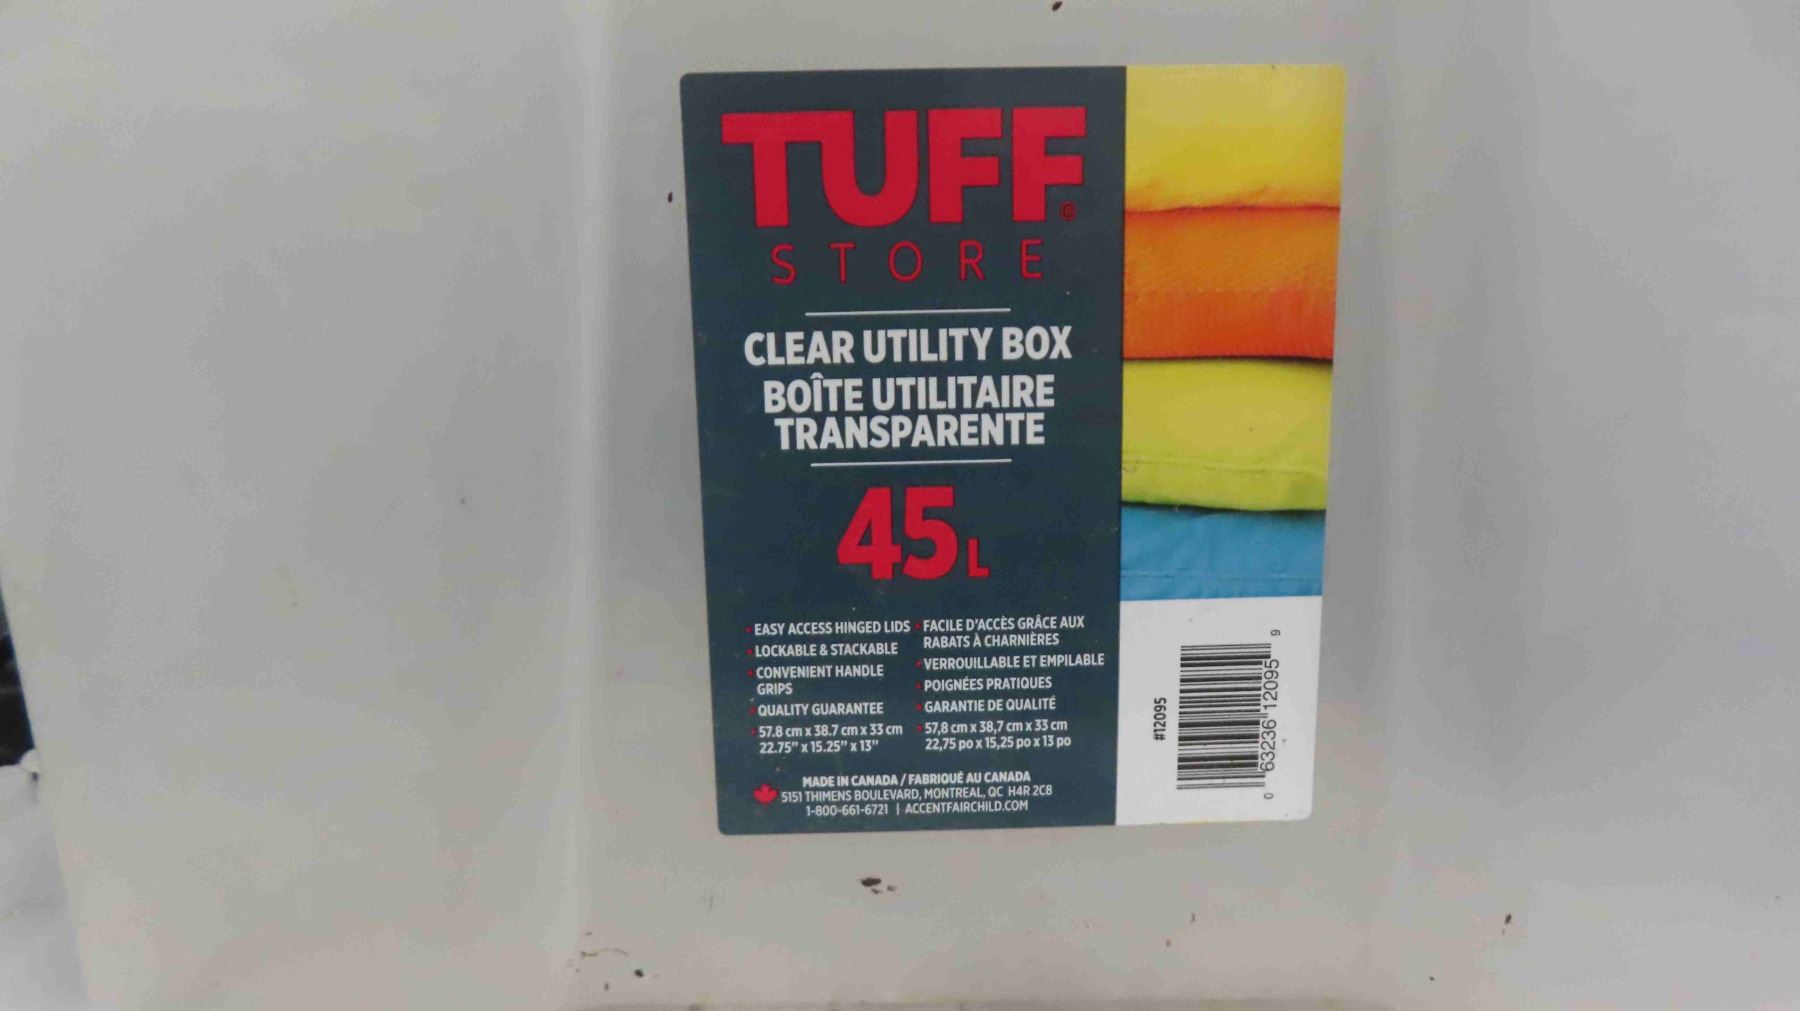 TUFF®
STORE
CLEAR UTILITY BOX
BOÎTE UTILITAIRE
TRANSPARENTE
45L
• EASY ACCESS HINGED LIDS
• LOCKABLE & STACKABLE
• CONVENIENT HANDLE
GRIPS
• QUALITY GUARANTEE
• 57.8 cm x 38.7 cm x 33 cm
22.75" x 15.25" x 13"
• FACILE D'ACCÈS GRÂCE AUX
RABATS À CHARNIÈRES
• VERROUILLABLE ET EMPILABLE
• POIGNÉES PRATIQUES
• GARANTIE DE QUALITÉ
• 57,8 cm x 38,7 cm x 33 cm
22,75 po x 15,25 po x 13 po
MADE IN CANADA / FABRIQUÉ AU CANADA
5151 THIMENS BOULEVARD, MONTREAL, QC H4R 2C8
1-800-661-6721 | ACCENTFAIRCHILD.COM
#12095
0 63236 12095 9